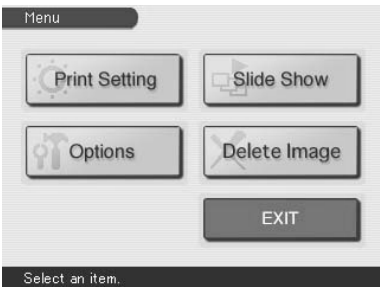 Menu
Print Setting
Slide Show
Options
Delete Image
EXIT
Select an item.